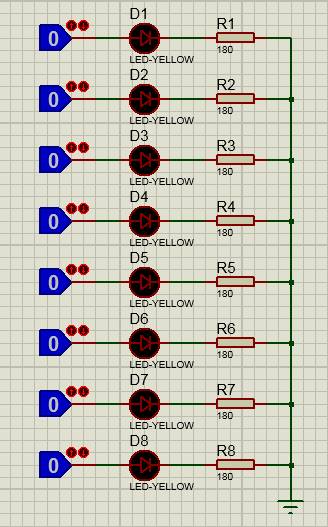 D1 R1
0
LED-YELLOW 180
D2 R2
0
LED-YELLOW 180
D3 R3
0
LED-YELLOW 180
D4 R4
0
LED-YELLOW 180
D5 R5
0
LED-YELLOW 180
D6 R6
0
LED-YELLOW 180
D7 R7
0
LED-YELLOW 180
D8 R8
0
LED-YELLOW 180